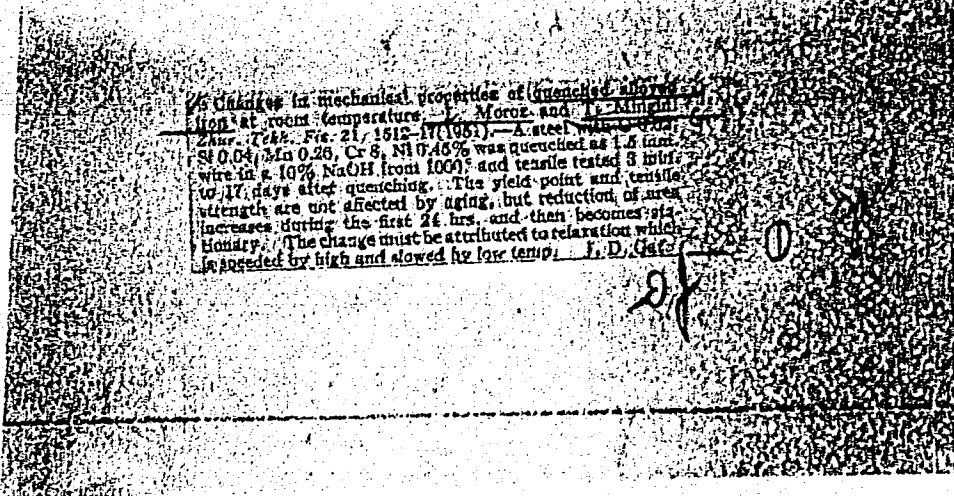 Changes in mechanical properties of quenched alloyed
iron at room temperature. L. Moroz and
Zhur. Tekh. Fiz. 21, 1512-17(1951).—A steel with
Si 0.04, Mn 0.26, Cr 8, Ni 0.45% was quenched as 1.5 mm.
wire in a 10% NaOH from 1000° and tensile tested 3 min.
to 17 days after quenching. The yield point and tensile
strength are not affected by aging, but reduction of area
increases during the first 24 hrs. and then becomes sta-
tionary. The change must be attributed to relaxation which
is speeded by high and slowed by low temp. J. D. Gat